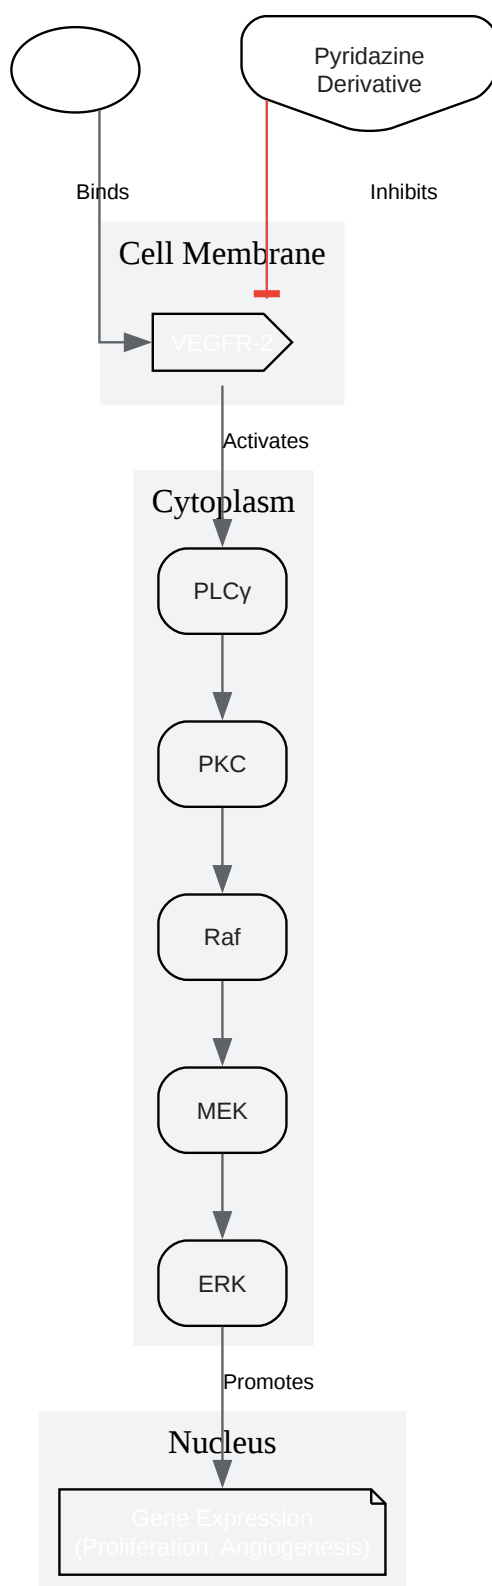 Pyridazine
Derivative
Binds
Inhibits
Cell Membrane
VEGFR-2
Activates
Cytoplasm
PLCγ
PKC
Raf
MEK
ERK
Promotes
Nucleus
Gene Expression
(Proliferation, Angiogenesis)